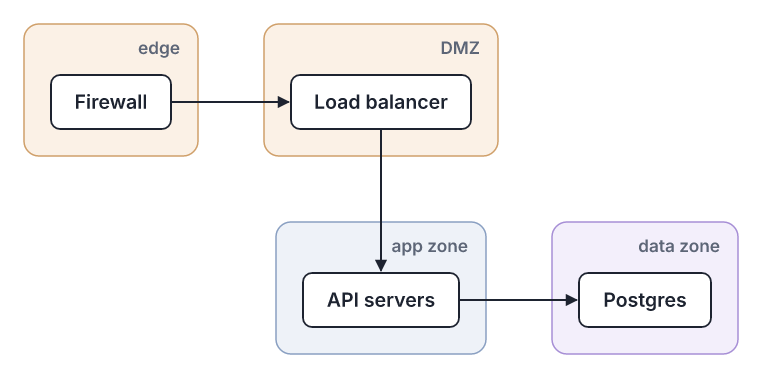 edge
Firewall
DMZ
Load balancer
app zone
API servers
data zone
Postgres